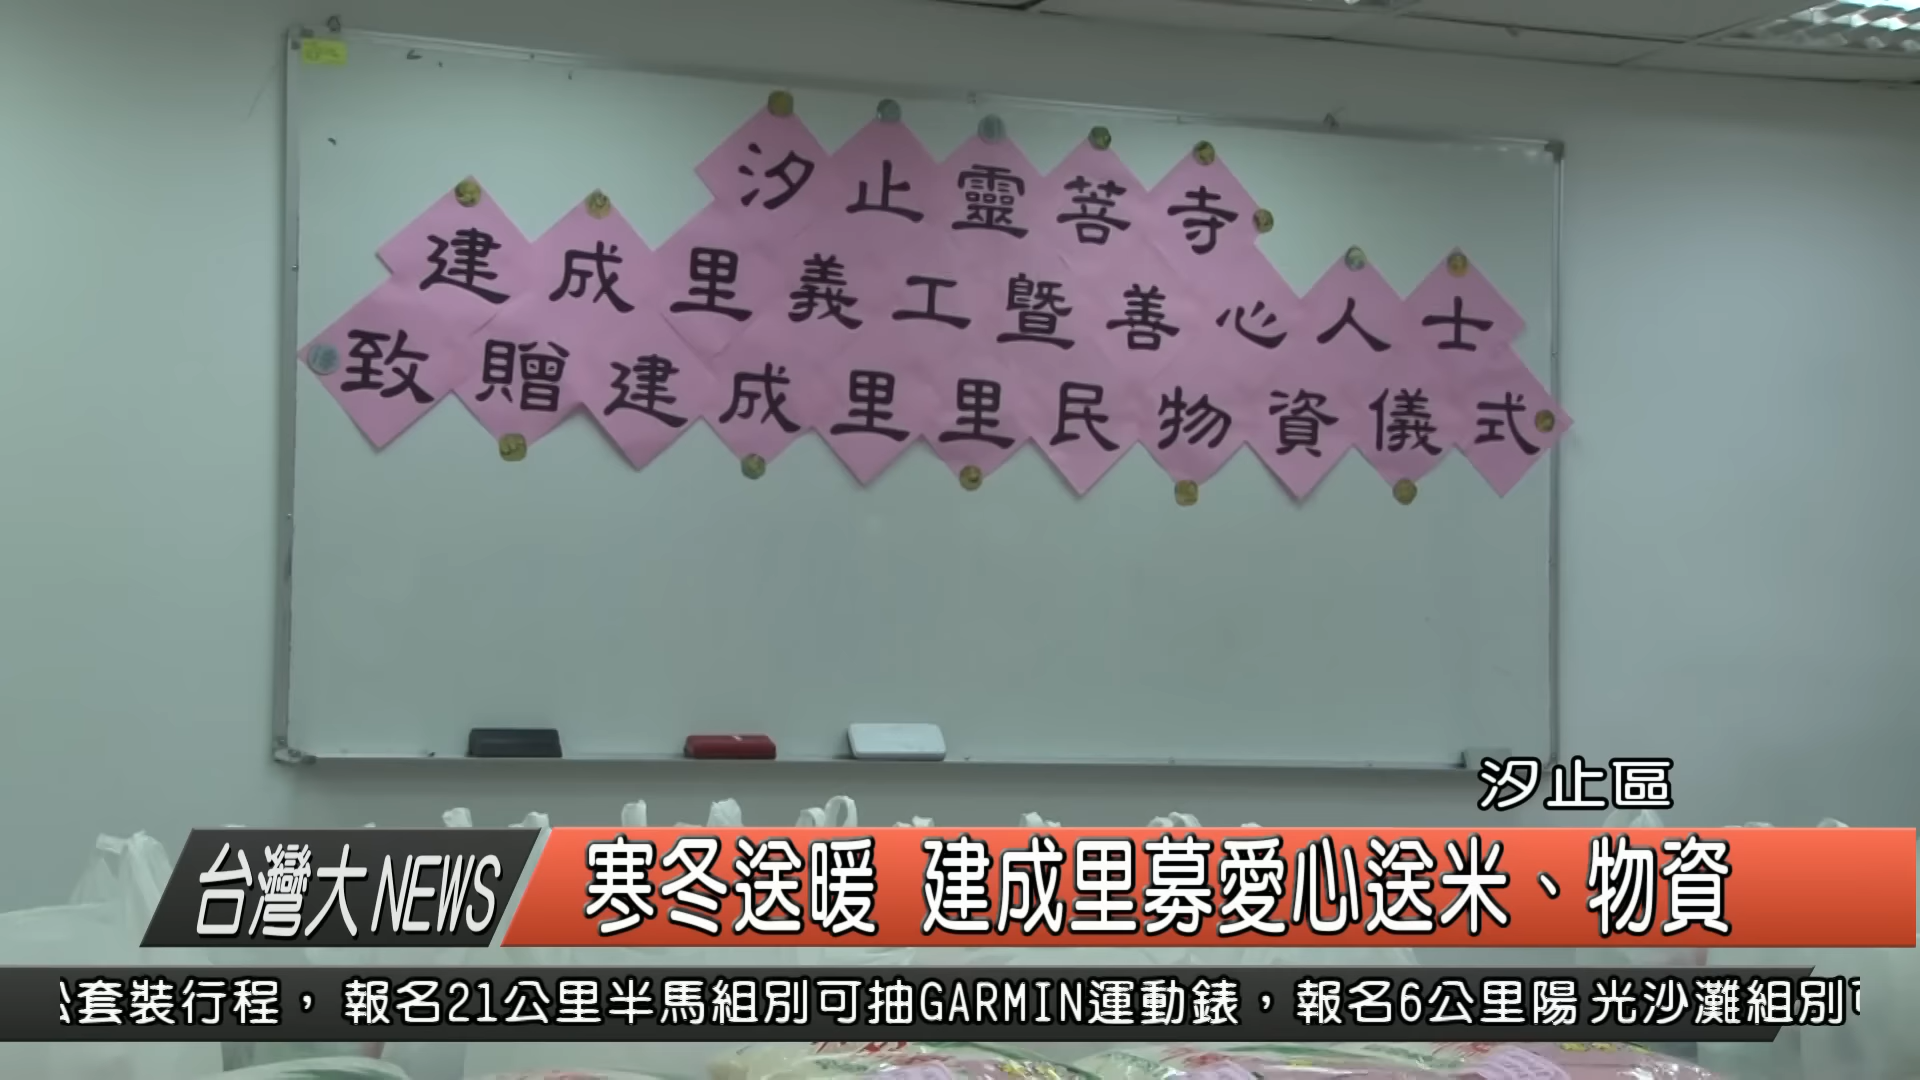 汐止靈菩寺
建成里義工暨善心人士
致贈建成里里民物資儀式
汐止區
台灣大NEWS
寒冬送暖 建成里募愛心送米、物資
套裝行程，報名21公里半馬組別可抽GARMIN運動錶，報名6公里陽光沙灘組別